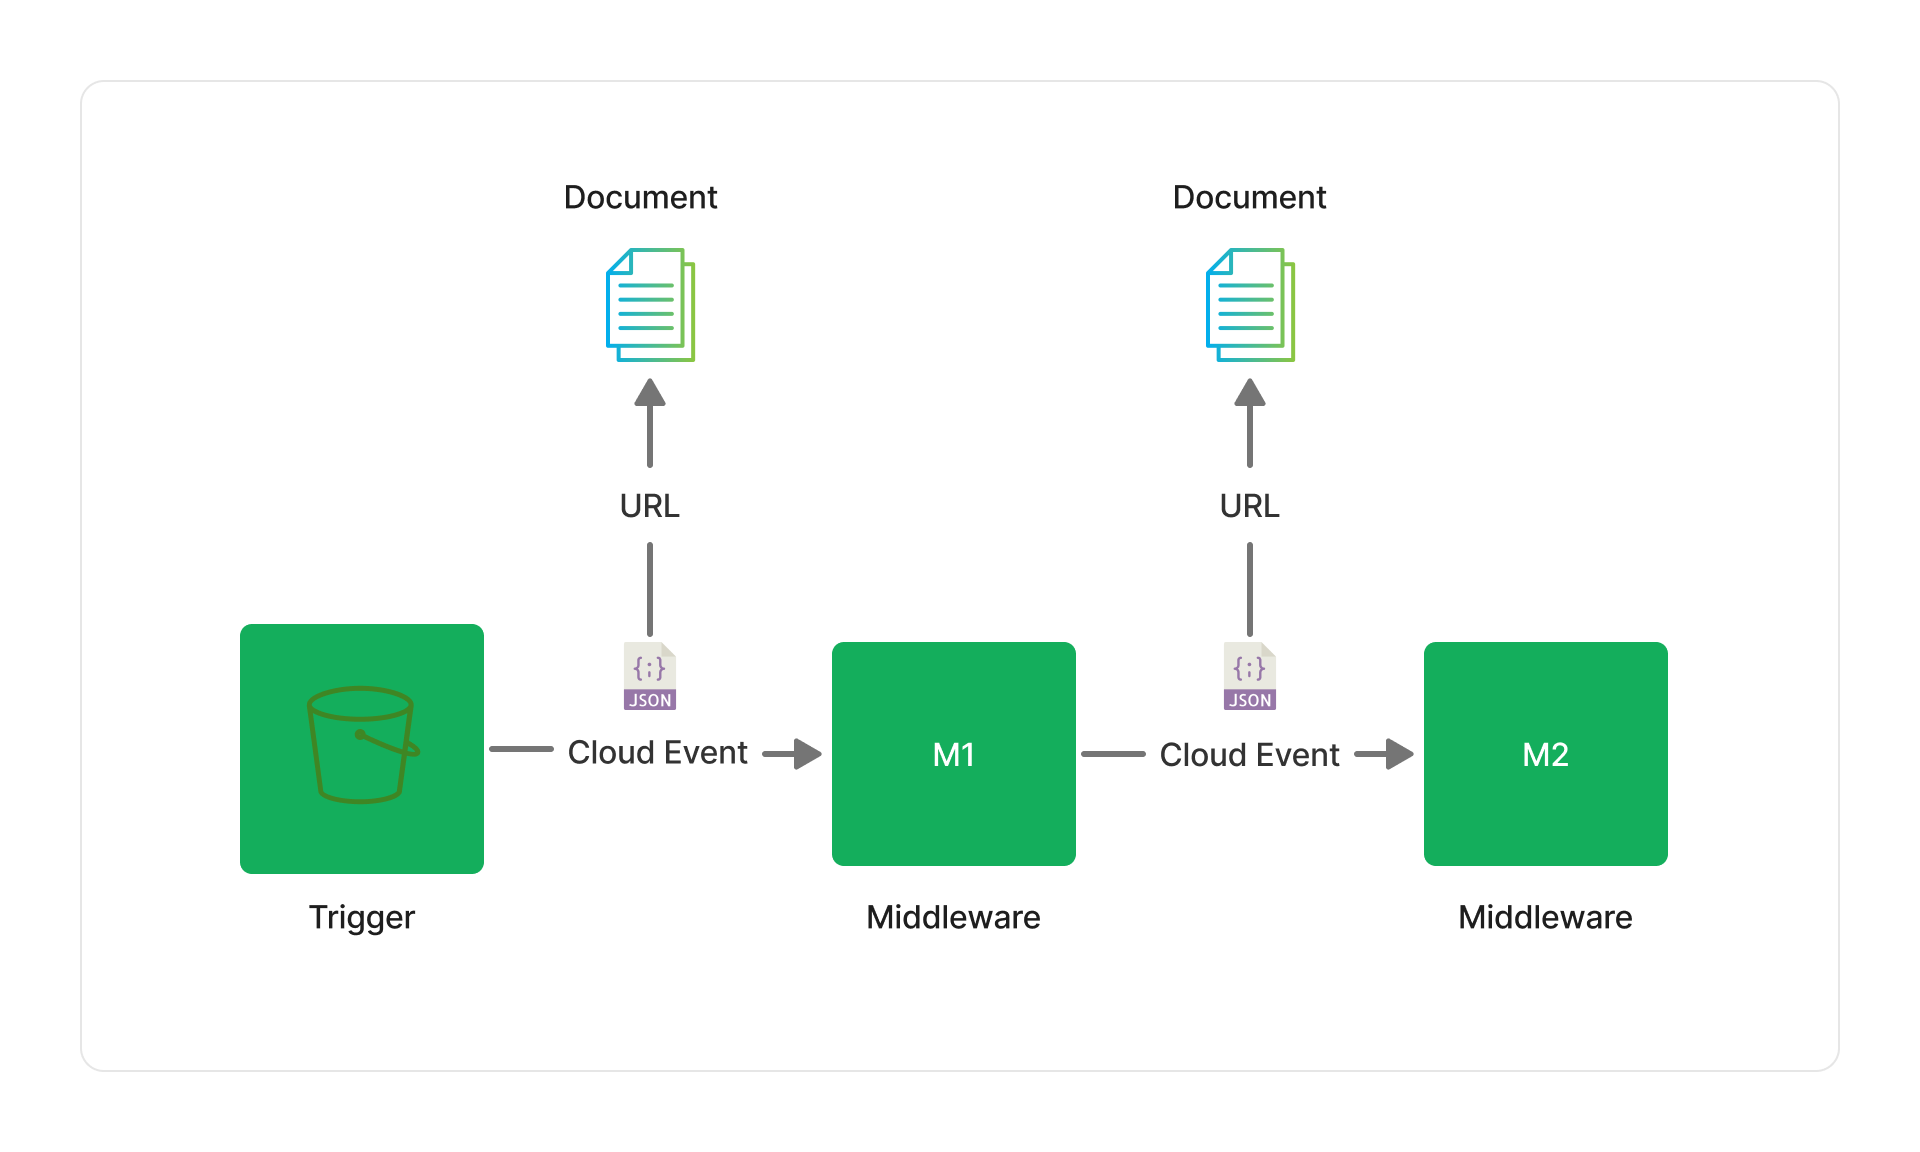 Document
Document
URL
URL
{;}
JSON
{;}
JSON
Cloud Event
M1
Cloud Event
M2
Trigger
Middleware
Middleware